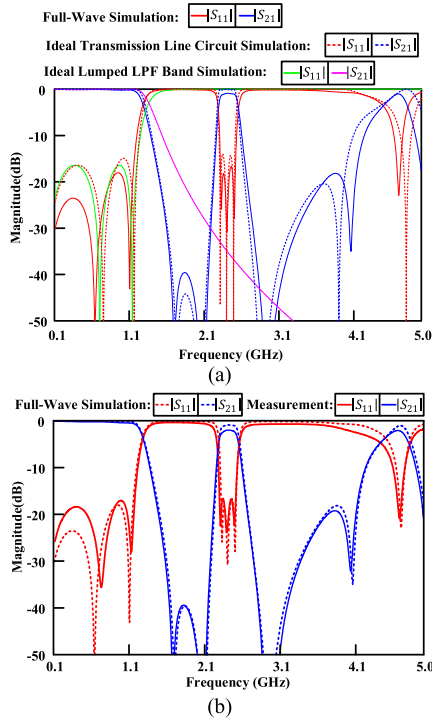 Full-Wave Simulation: |S11| |S21|
Ideal Transmission Line Circuit Simulation: |S11| |S21|
Ideal Lumped LPF Band Simulation: |S11| |S21|
0
-10
-20
-30
-40
-50
Magnitude(dB)
0.1 1.1 2.1 3.1 4.1 5.0
Frequency (GHz)
(a)
Full-Wave Simulation: |S11| |S21| Measurement: |S11| |S21|
0
-10
-20
-30
-40
-50
Magnitude(dB)
0.1 1.1 2.1 3.1 4.1 5.0
Frequency (GHz)
(b)